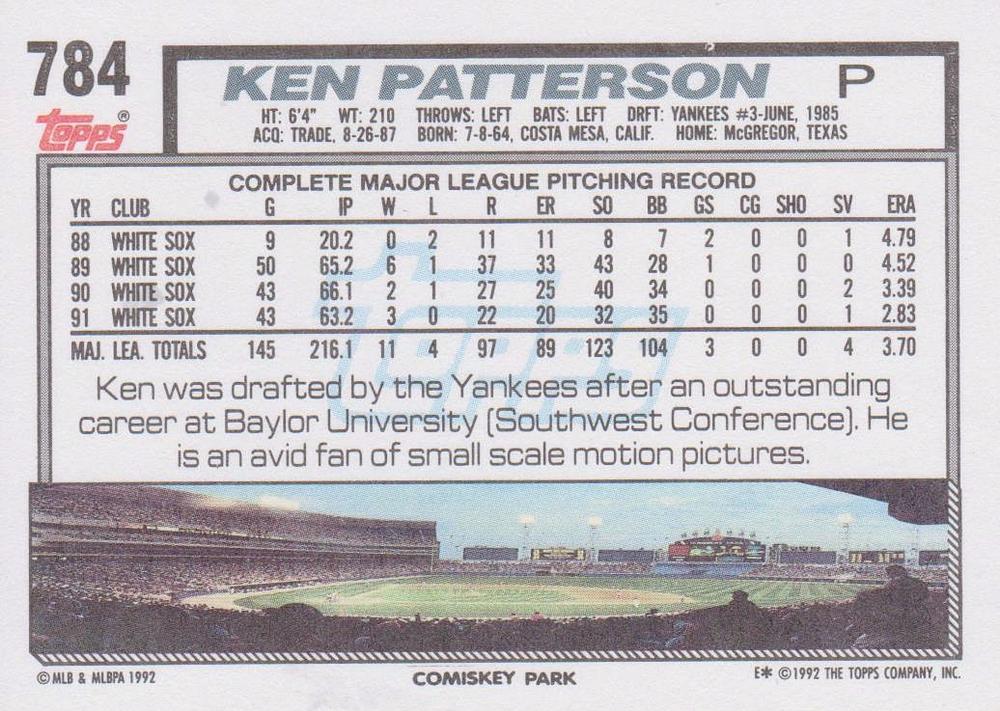 784
Topps®
KEN PATTERSON P
HT: 6'4" WT: 210 THROWS: LEFT BATS: LEFT DRFT: YANKEES #3-JUNE, 1985
ACQ: TRADE, 8-26-87 BORN: 7-8-64, COSTA MESA, CALIF. HOME: McGREGOR, TEXAS
COMPLETE MAJOR LEAGUE PITCHING RECORD
YR CLUB G IP W L R ER SO BB GS CG SHO SV ERA
88 WHITE SOX 9 20.2 0 2 11 11 8 7 2 0 0 1 4.79
89 WHITE SOX 50 65.2 6 1 37 33 43 28 1 0 0 0 4.52
90 WHITE SOX 43 66.1 2 1 27 25 40 34 0 0 0 2 3.39
91 WHITE SOX 43 63.2 3 0 22 20 32 35 0 0 0 1 2.83
MAJ. LEA. TOTALS 145 216.1 11 4 97 89 123 104 3 0 0 4 3.70
Topps
Ken was drafted by the Yankees after an outstanding
career at Baylor University (Southwest Conference). He
is an avid fan of small scale motion pictures.
©MLB & MLBPA 1992 COMISKEY PARK E* ©1992 THE TOPPS COMPANY, INC.